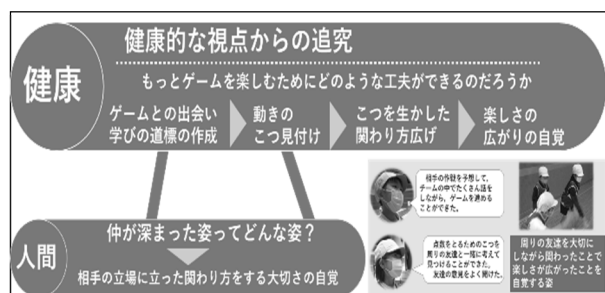 健康
健康的な視点からの追究
もっとゲームを楽しむためにどのような工夫ができるのだろうか
ゲームとの出会い
学びの道標の作成
動きの
こつ見付け
こつを生かした
関わり方広げ
楽しさの
広がりの自覚
人間
仲が深まった姿ってどんな姿？
相手の立場に立った関わり方をする大切さの自覚
相手の作戦を予想して、
チームの中でたくさん話を
しながら、ゲームを進める
ことができた。
点数をとるためのこつを
周りの友達と一緒に考えて
見つけることができた。
友達の意見をよく聞けた。
周りの友達を大切に
しながら関わったことで
楽しさが広がったことを
自覚する姿